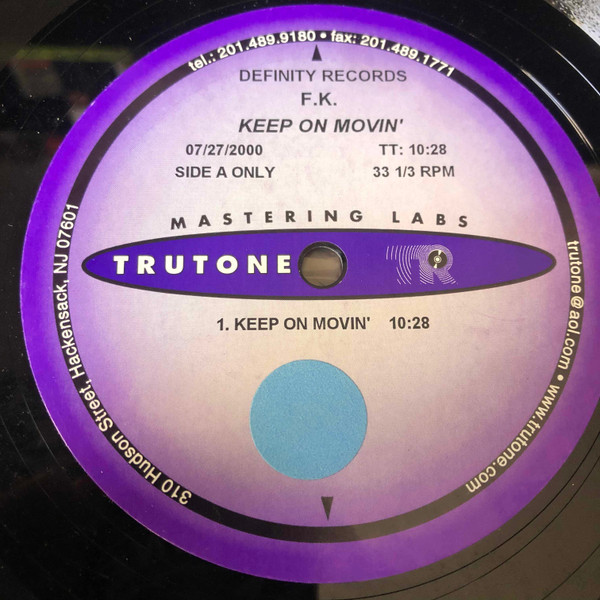 tel.: 201.489.9180 • fax: 201.489.1771
DEFINITY RECORDS
F.K.
KEEP ON MOVIN'
07/27/2000 TT: 10:28
SIDE A ONLY 33 1/3 RPM
MASTERING LABS
TRUTONE TR
1. KEEP ON MOVIN' 10:28
310 Hudson Street, Hackensack, NJ 07601
trutone@aol.com • www.trutone.com